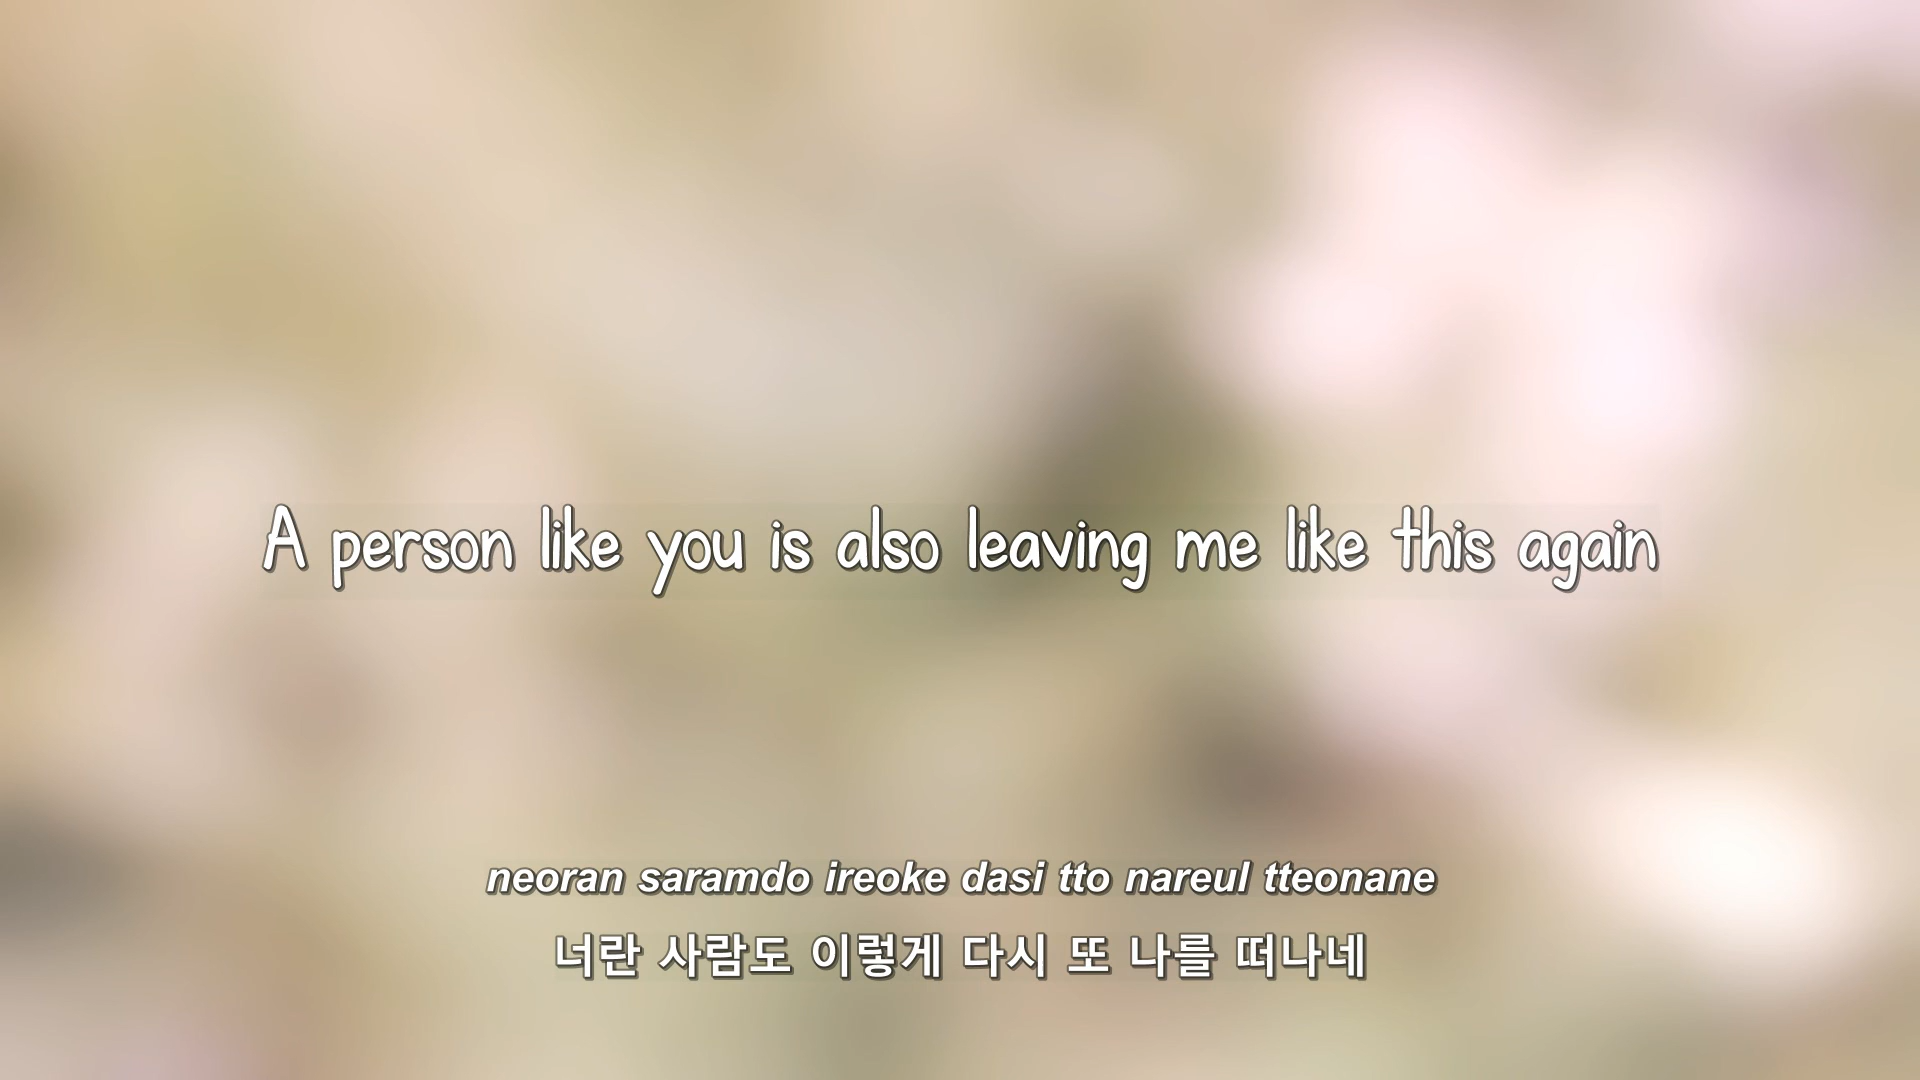 A person like you is also leaving me like this again
neoran saramdo ireoke dasi tto nareul tteonane
너란 사람도 이렇게 다시 또 나를 떠나네